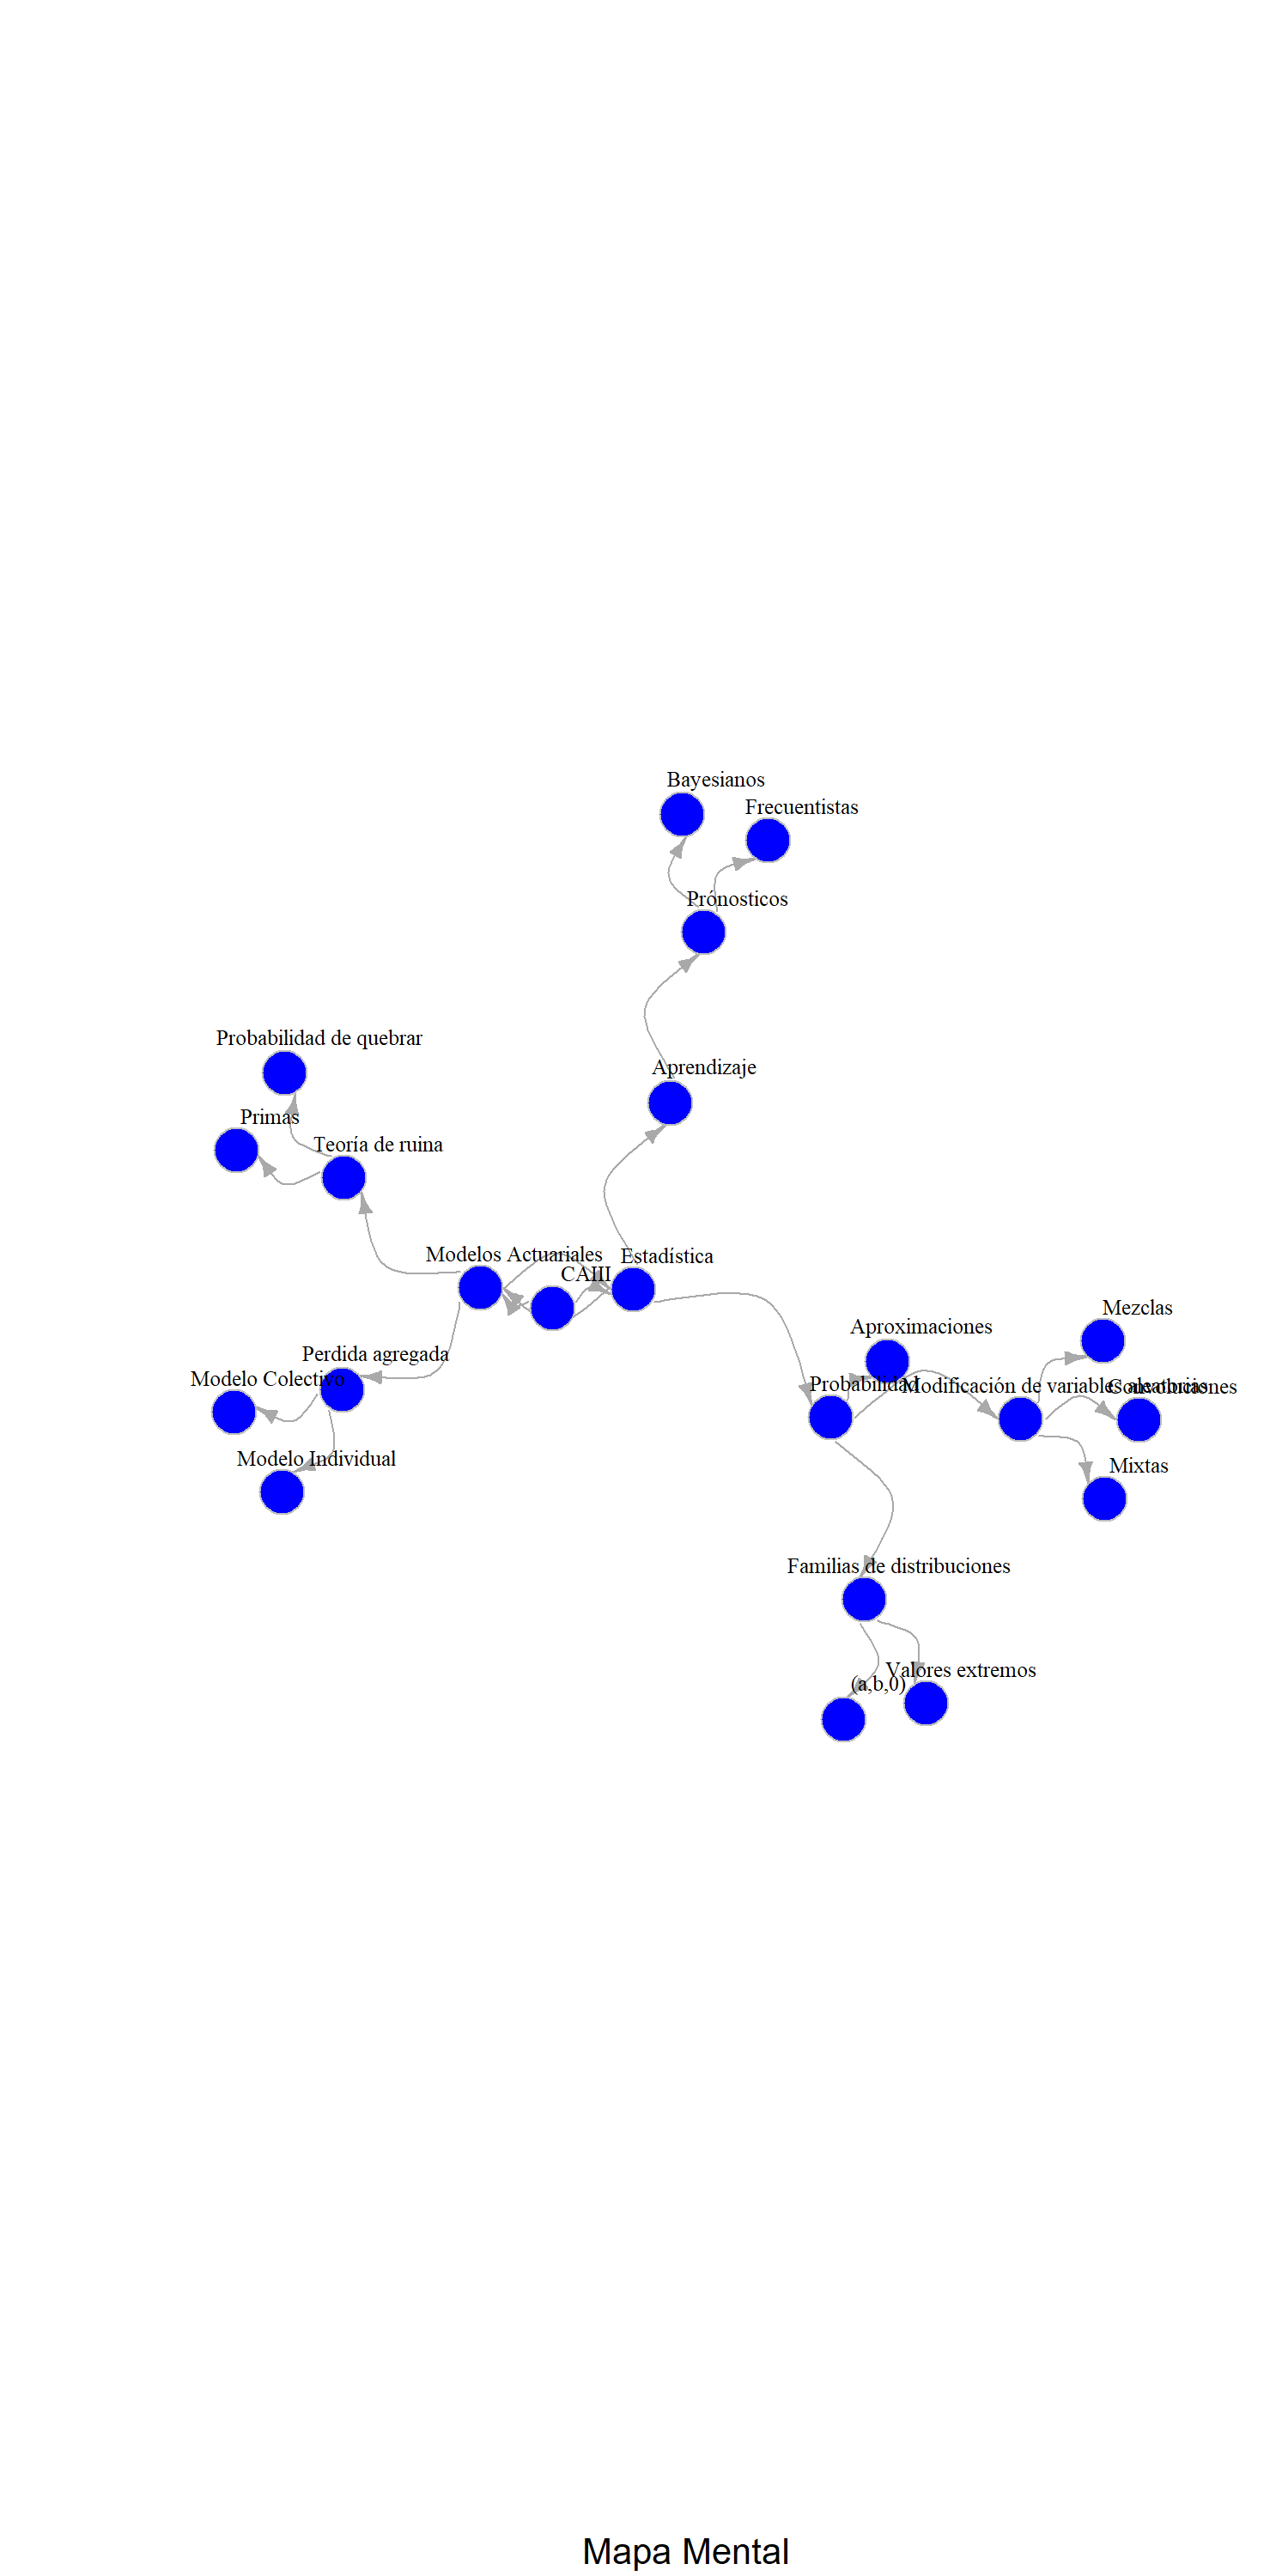 Bayesianos
Frecuentistas
Prónosticos
Probabilidad de quebrar
Aprendizaje
Primas
Teoría de ruina
Modelos Actuariales
Estadística
CAIII
Mezclas
Aproximaciones
Perdida agregada
Modelo Colectivo
Probabilidad
Modificación de variables aleatorias
Convoluciones
Modelo Individual
Mixtas
Familias de distribuciones
Valores extremos
(a,b,0)
Mapa Mental